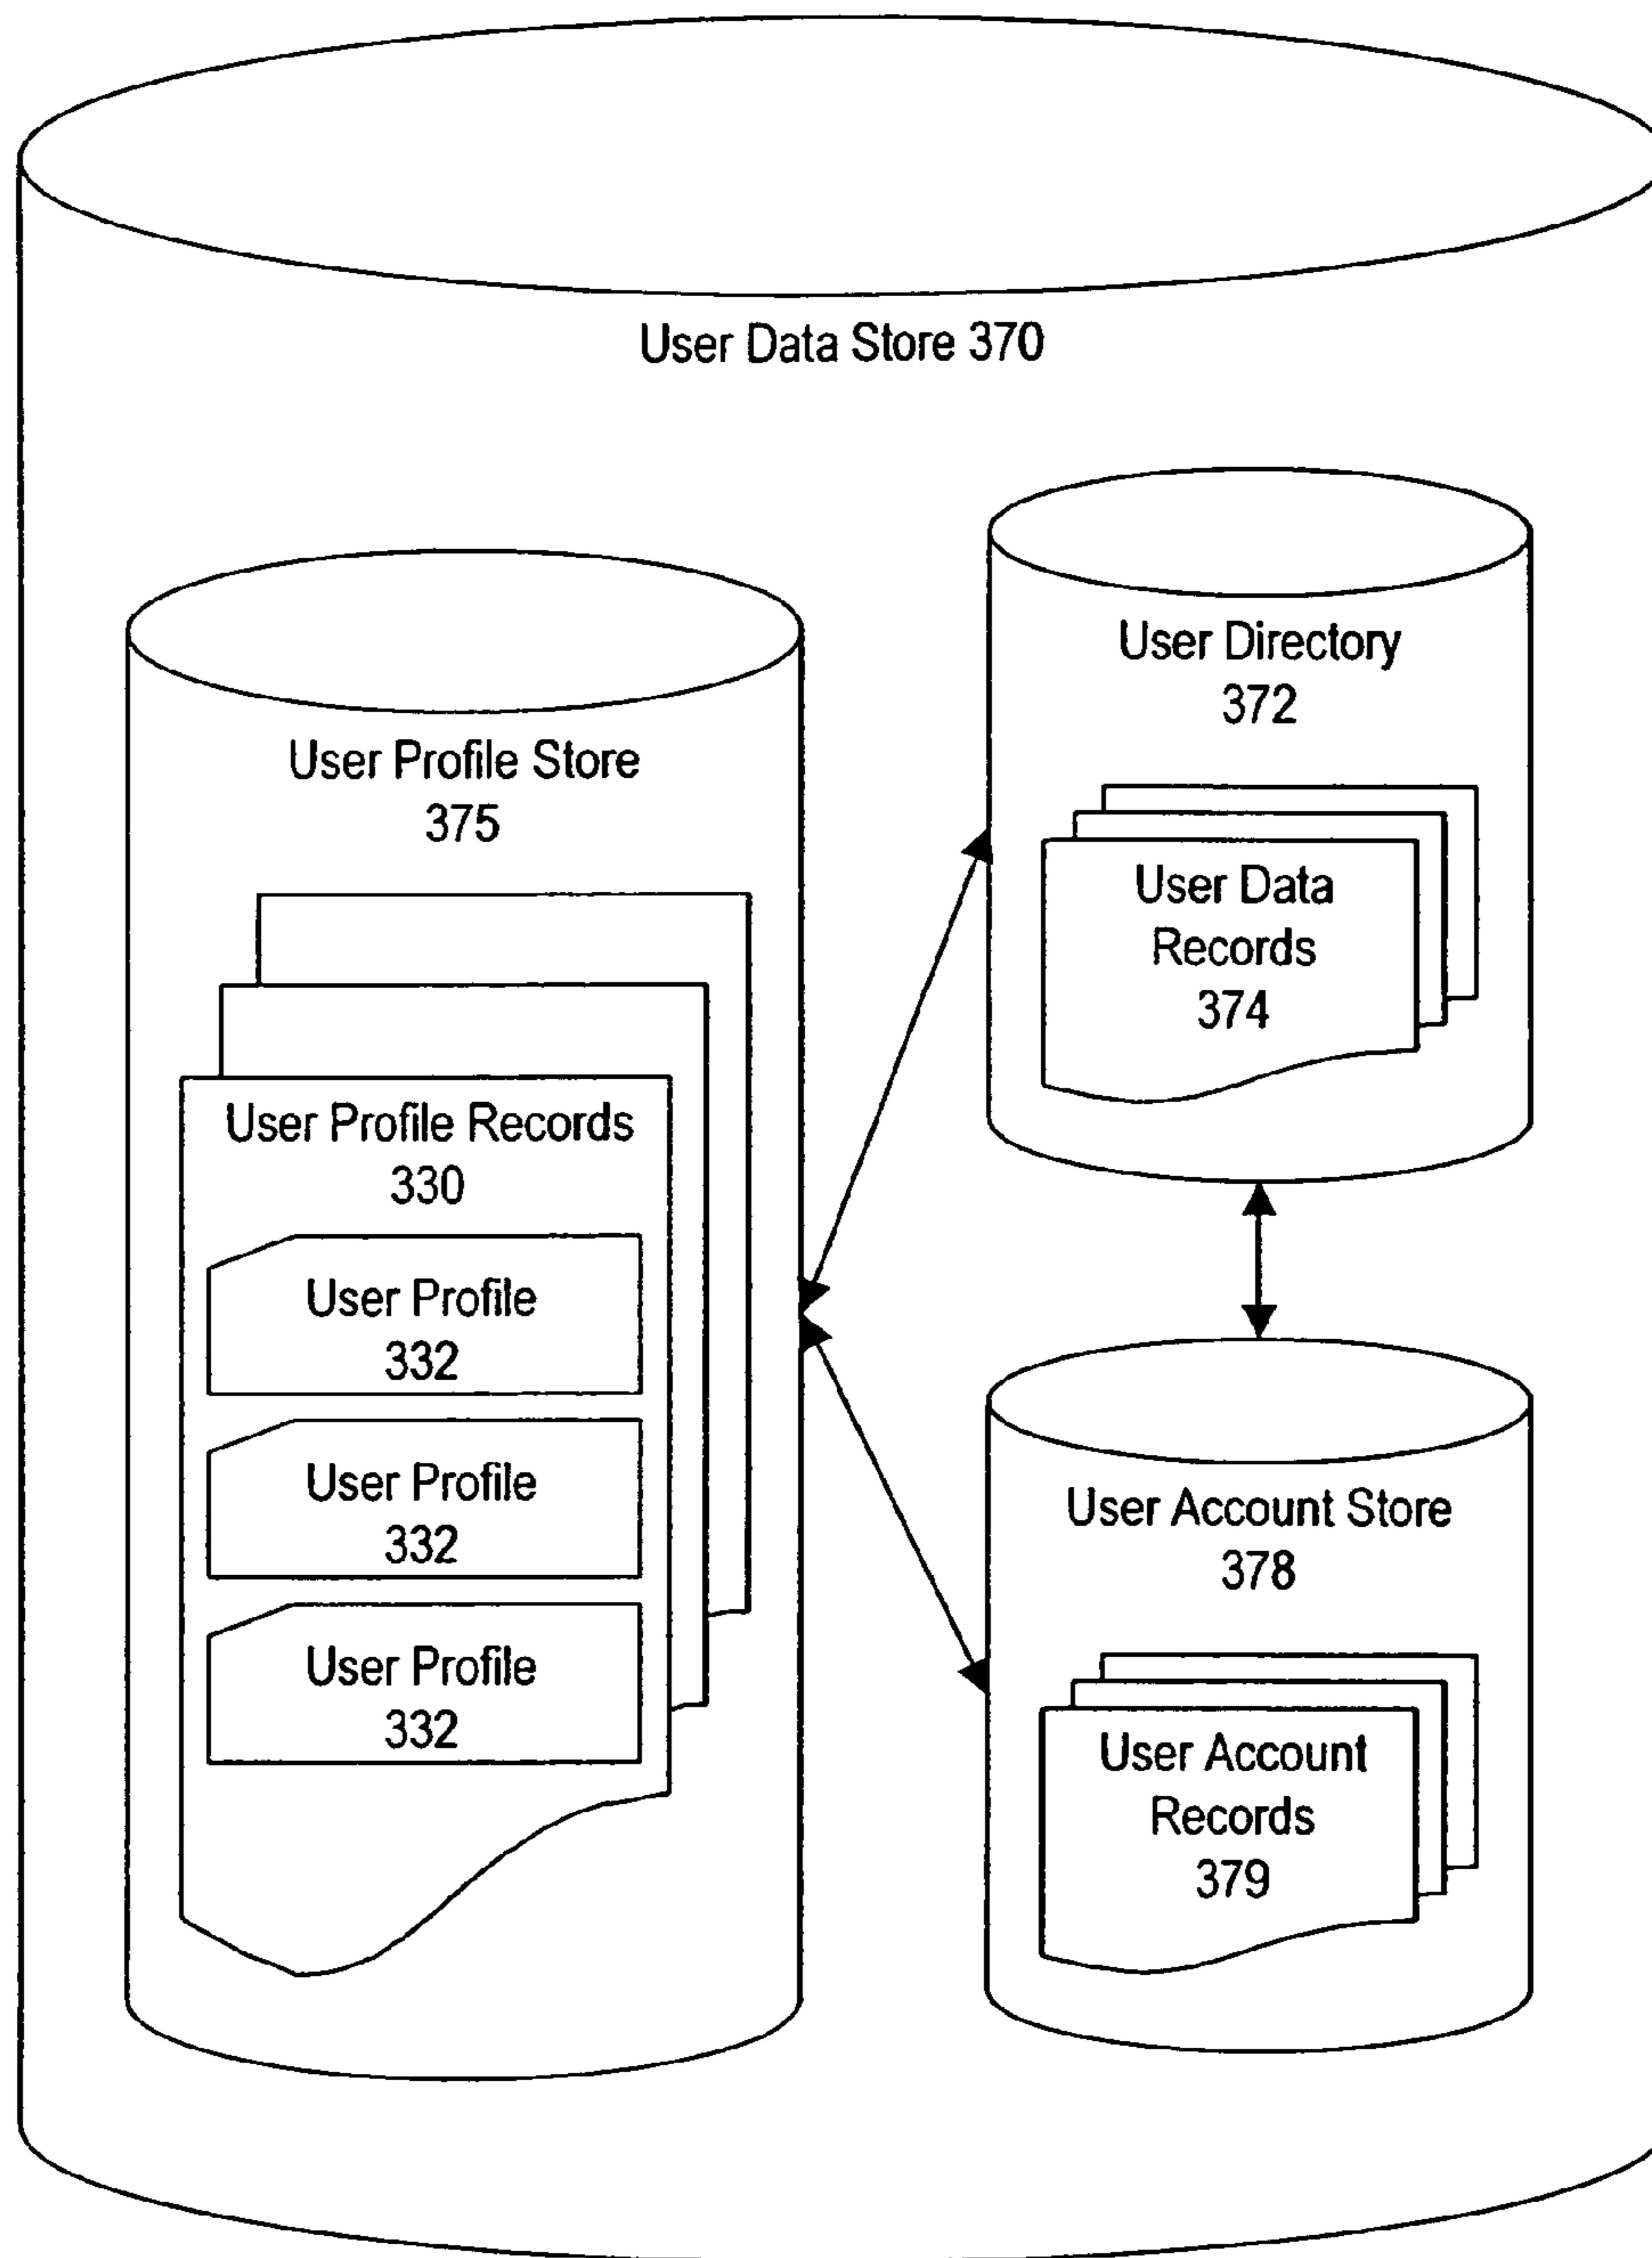 User Data Store 370
User Profile Store
375
User Profile Records
330
User Profile
332
User Profile
332
User Profile
332
User Directory
372
User Data
Records
374
User Account Store
378
User Account
Records
379